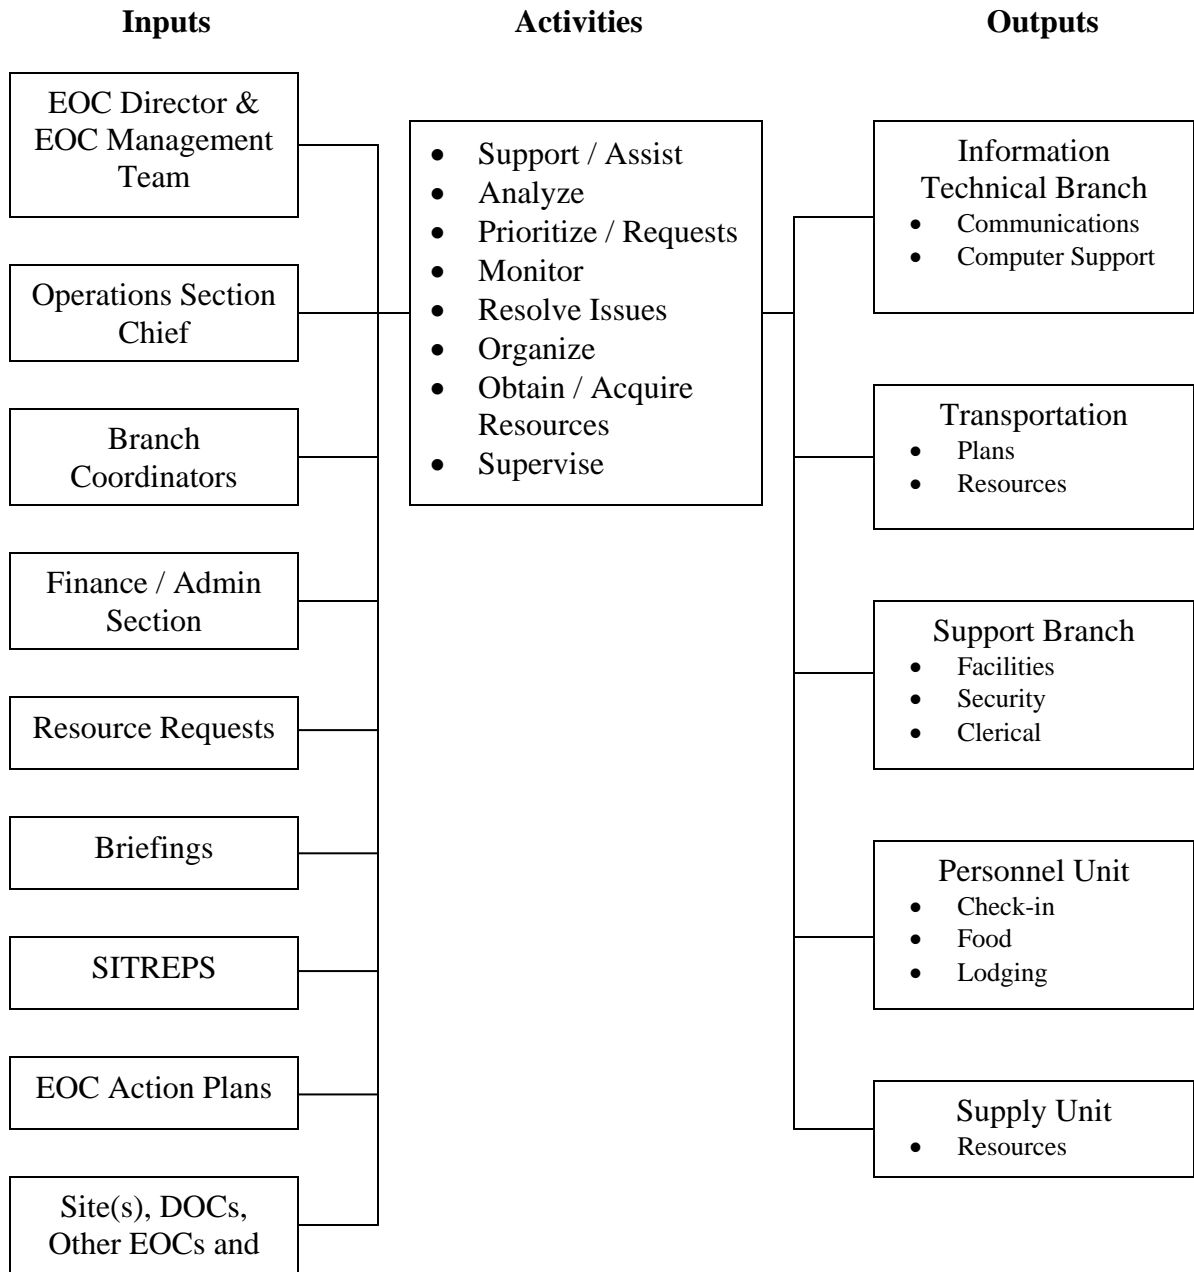 Inputs
Activities
Outputs
EOC Director &
EOC Management
Team
Operations Section
Chief
Branch
Coordinators
Finance / Admin
Section
Resource Requests
Briefings
SITREPS
EOC Action Plans
Site(s), DOCs,
Other EOCs and
• Support / Assist
• Analyze
• Prioritize / Requests
• Monitor
• Resolve Issues
• Organize
• Obtain / Acquire
Resources
• Supervise
Information
Technical Branch
• Communications
• Computer Support
Transportation
• Plans
• Resources
Support Branch
• Facilities
• Security
• Clerical
Personnel Unit
• Check-in
• Food
• Lodging
Supply Unit
• Resources